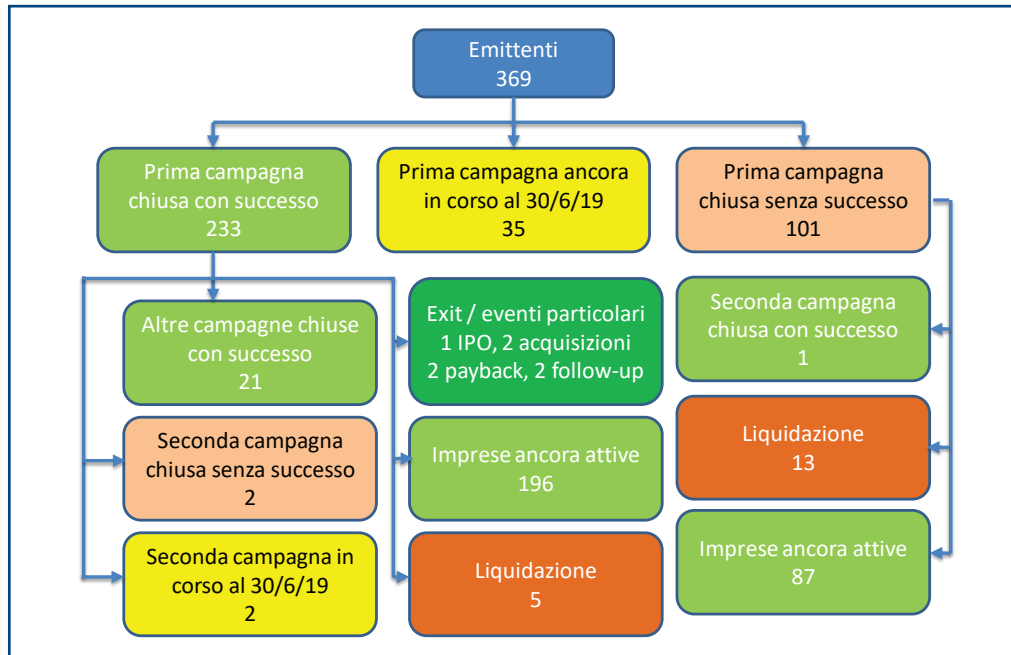 Emittenti
369
Prima campagna
chiusa con successo
233
Prima campagna ancora
in corso al 30/6/19
35
Prima campagna
chiusa senza successo
101
Altre campagne chiuse
con successo
21
Seconda campagna
chiusa senza successo
2
Seconda campagna in
corso al 30/6/19
2
Exit / eventi particolari
1 IPO, 2 acquisizioni
2 payback, 2 follow-up
Imprese ancora attive
196
Liquidazione
5
Seconda campagna
chiusa con successo
1
Liquidazione
13
Imprese ancora attive
87